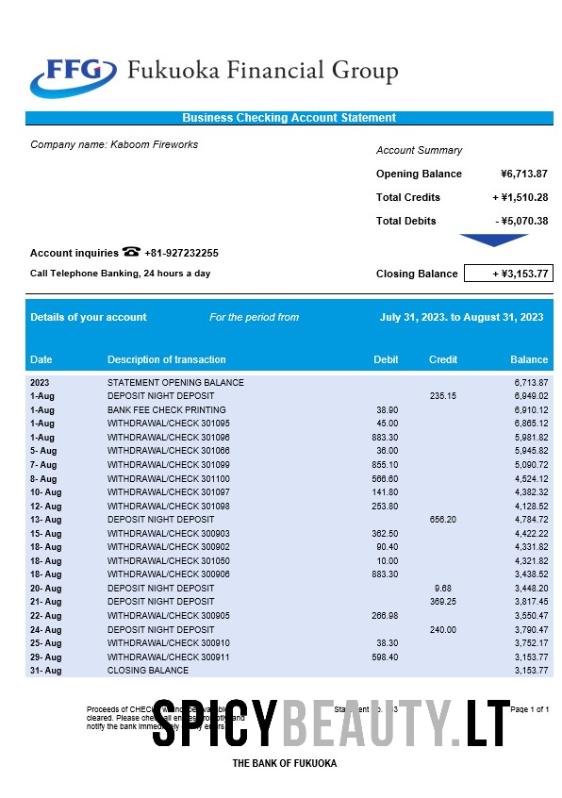 FFG Fukuoka Financial Group
Business Checking Account Statement
Company name: Kaboom Fireworks
Account Summary
Opening Balance ¥6,713.87
Total Credits + ¥1,510.28
Total Debits - ¥5,070.38
Account inquiries ☎ +81-927232255
Call Telephone Banking, 24 hours a day
Closing Balance + ¥3,153.77
Details of your account For the period from July 31, 2023. to August 31, 2023
Date Description of transaction Debit Credit Balance
2023 STATEMENT OPENING BALANCE 6,713.87
1-Aug DEPOSIT NIGHT DEPOSIT 235.15 6,949.02
1-Aug BANK FEE CHECK PRINTING 38.90 6,910.12
1-Aug WITHDRAWAL/CHECK 301095 45.00 6,865.12
1-Aug WITHDRAWAL/CHECK 301096 883.30 5,981.82
5- Aug WITHDRAWAL/CHECK 301066 36.00 5,945.82
7- Aug WITHDRAWAL/CHECK 301099 855.10 5,090.72
8- Aug WITHDRAWAL/CHECK 301100 566.60 4,524.12
10- Aug WITHDRAWAL/CHECK 301097 141.80 4,382.32
12- Aug WITHDRAWAL/CHECK 301098 253.80 4,128.52
13- Aug DEPOSIT NIGHT DEPOSIT 656.20 4,784.72
15- Aug WITHDRAWAL/CHECK 300903 362.50 4,422.22
18- Aug WITHDRAWAL/CHECK 300902 90.40 4,331.82
18- Aug WITHDRAWAL/CHECK 301050 10.00 4,321.82
18- Aug WITHDRAWAL/CHECK 300906 883.30 3,438.52
20- Aug DEPOSIT NIGHT DEPOSIT 9.68 3,448.20
21- Aug DEPOSIT NIGHT DEPOSIT 369.25 3,817.45
22- Aug WITHDRAWAL/CHECK 300905 266.98 3,550.47
24- Aug DEPOSIT NIGHT DEPOSIT 240.00 3,790.47
25- Aug WITHDRAWAL/CHECK 300910 38.30 3,752.17
29- Aug WITHDRAWAL/CHECK 300911 598.40 3,153.77
31- Aug CLOSING BALANCE 3,153.77
Proceeds of Page 1 of 1
cleared. Please
notify the bank
SPICYBEAUTY.LT
THE BANK OF FUKUOKA